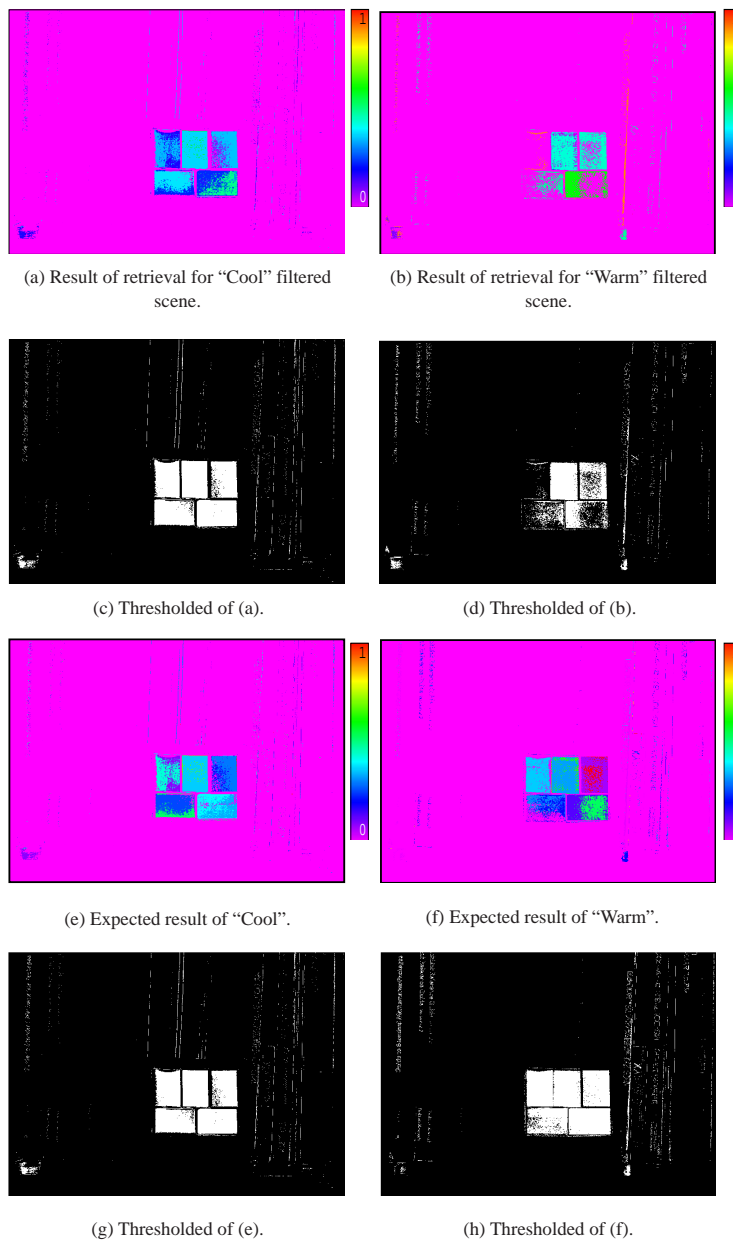 1
0
(a) Result of retrieval for “Cool” filtered
scene.
(b) Result of retrieval for “Warm” filtered
scene.
(c) Thresholded of (a).
(d) Thresholded of (b).
1
0
(e) Expected result of “Cool”.
(f) Expected result of “Warm”.
(g) Thresholded of (e).
(h) Thresholded of (f).